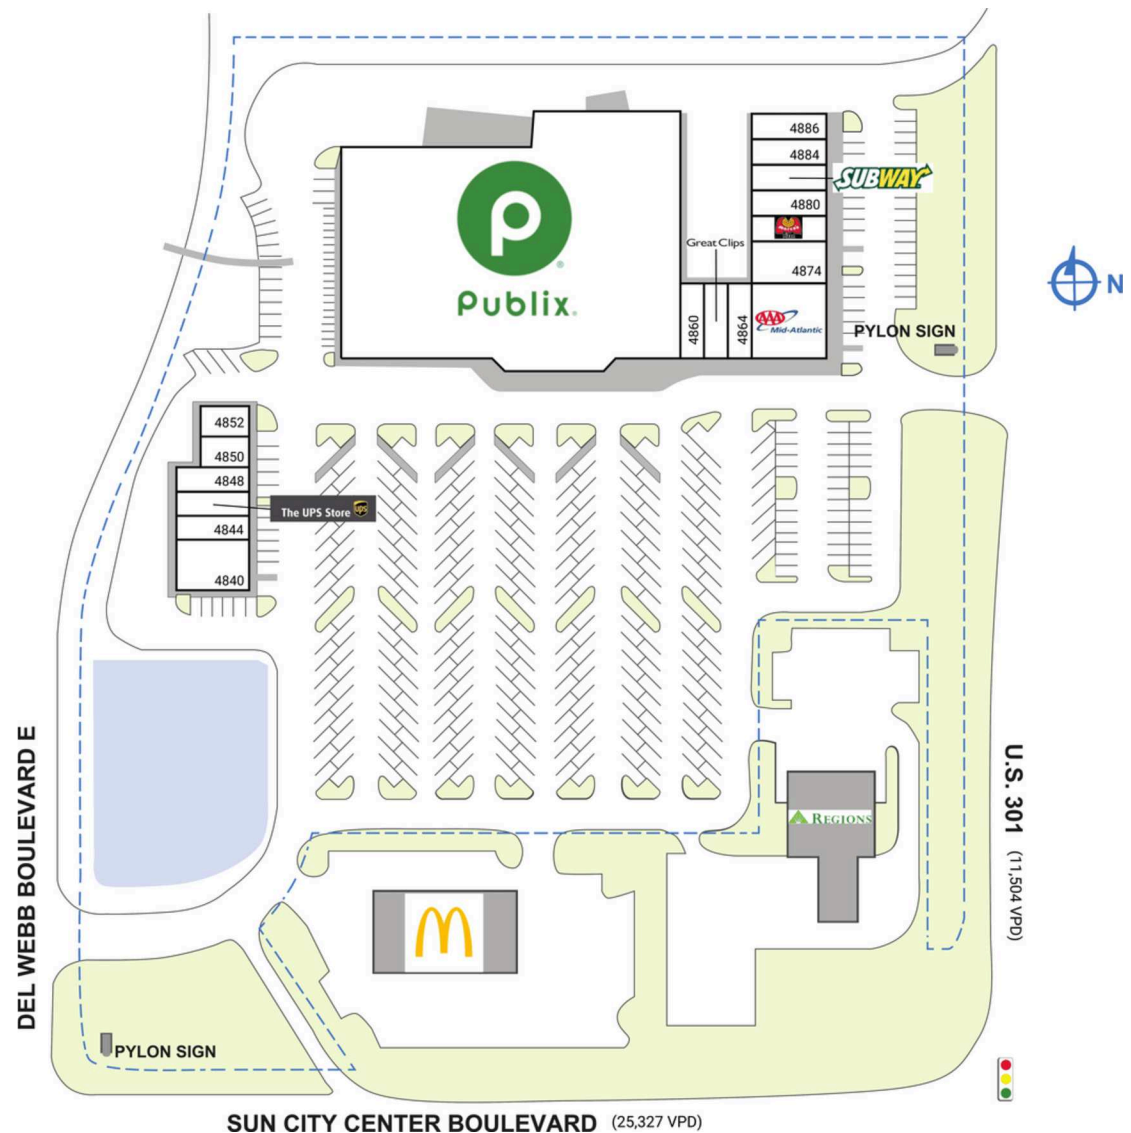 4886
4884
SUBWAY
4880
Great Clips
4874
Publix.
4860
4864
AAA
Mid-Atlantic
N
PYLON SIGN
4852
4850
4848
The UPS Store
ups
4844
4840
REGIONS
U.S. 301 (11,504 VPD)
DEL WEBB BOULEVARD E
PYLON SIGN
SUN CITY CENTER BOULEVARD (25,327 VPD)